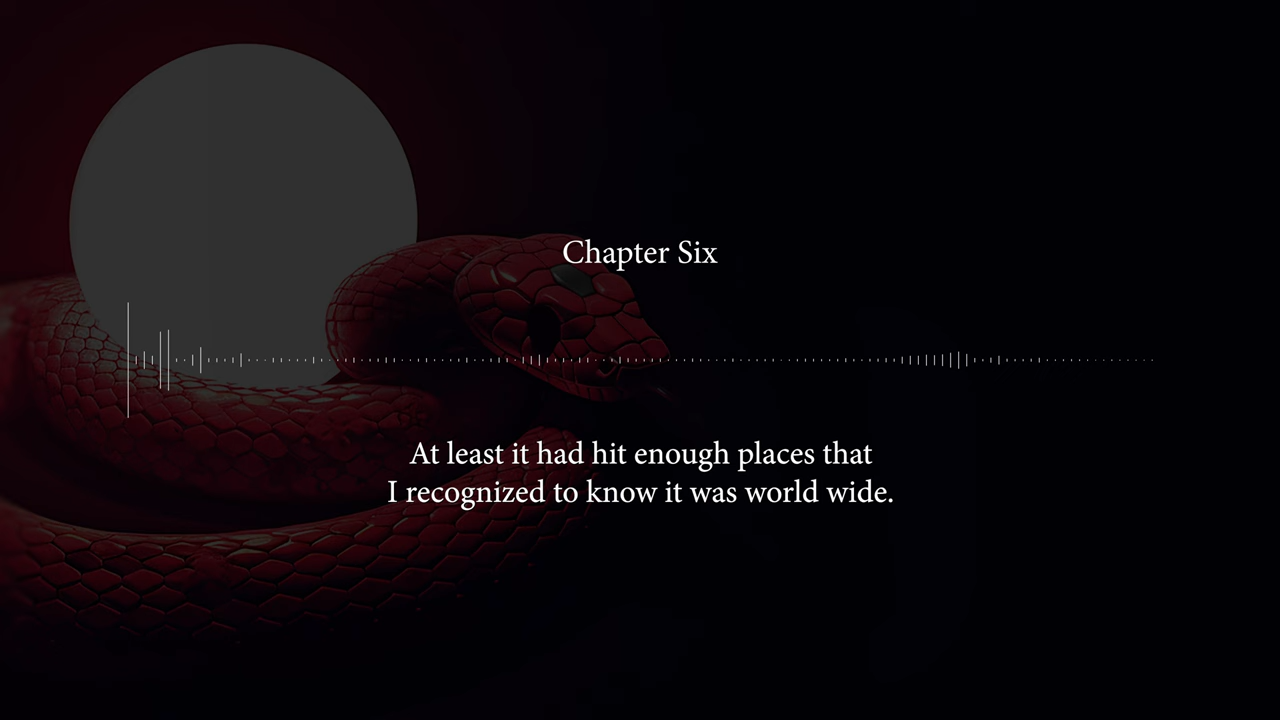 Chapter Six
At least it had hit enough places that
I recognized to know it was world wide.